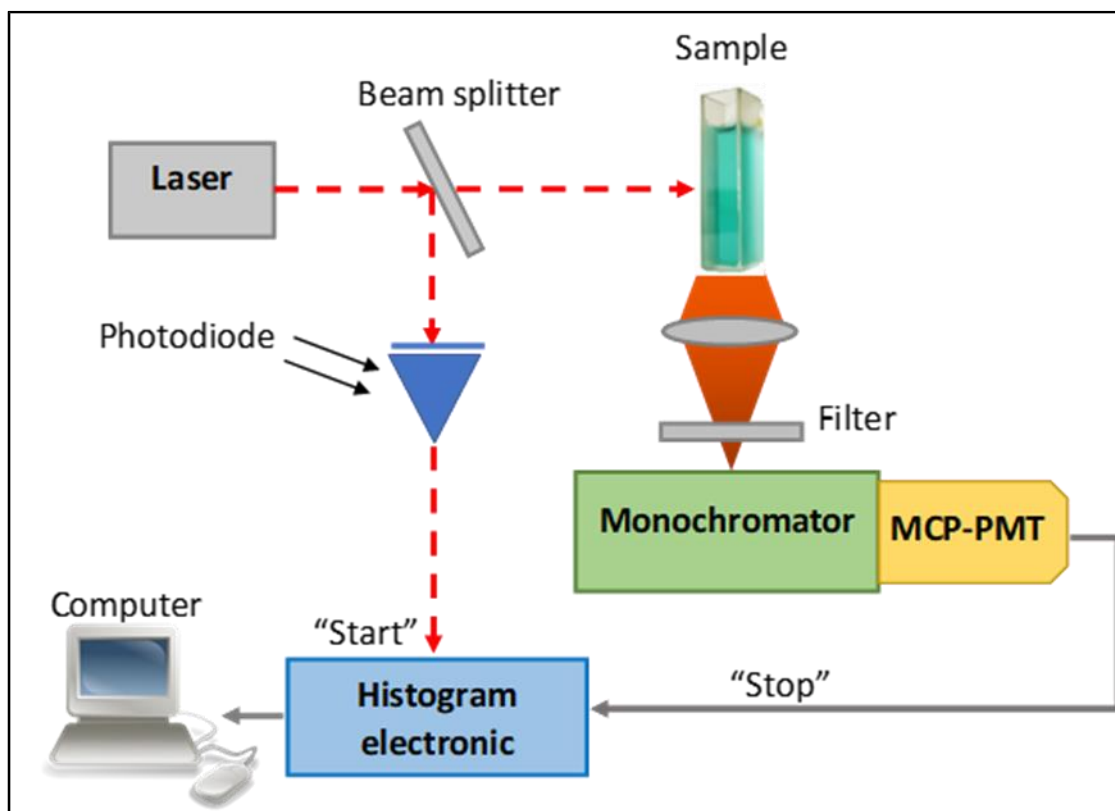 Sample
Beam splitter
Laser
Photodiode
Filter
Monochromator
MCP-PMT
Computer
“Start”
“Stop”
Histogram
electronic